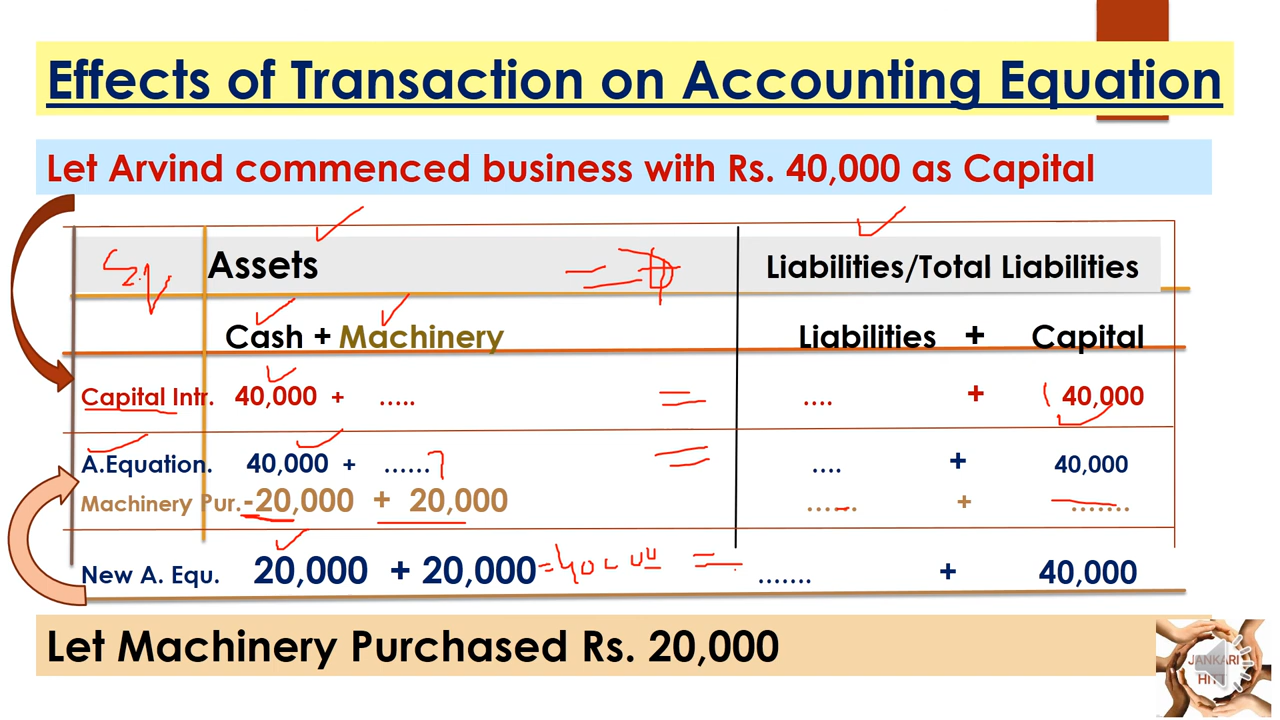 Effects of Transaction on Accounting Equation
Let Arvind commenced business with Rs. 40,000 as Capital
Assets Liabilities/Total Liabilities
Cash + Machinery Liabilities + Capital
Capital Intr. 40,000 + ..... = .... + 40,000
A.Equation. 40,000 + ...... = .... + 40,000
Machinery Pur. -20,000 + 20,000 ...... + .......
New A. Equ. 20,000 + 20,000 = ....... + 40,000
Let Machinery Purchased Rs. 20,000
JANKARI
HIT